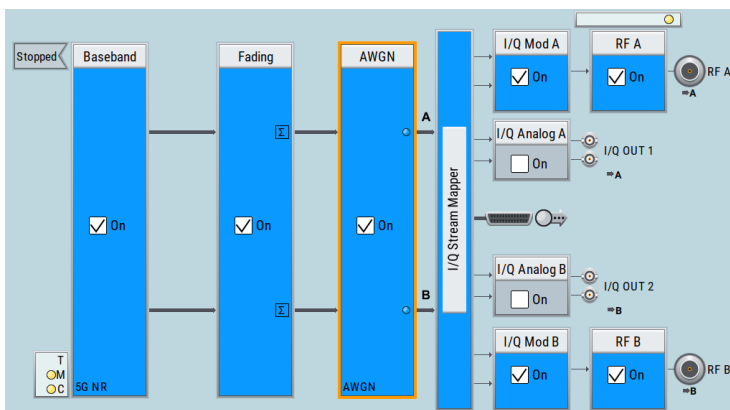 Stopped
Baseband
Fading
AWGN
I/Q Mod A
RF A
On
On
RF A
⇒A
A
Σ
I/Q Analog A
On
I/Q OUT 1
⇒A
On
On
On
I/Q Stream Mapper
I/Q Analog B
On
I/Q OUT 2
⇒B
B
Σ
I/Q Mod B
RF B
On
On
RF B
⇒B
T
M
C
5G NR
AWGN